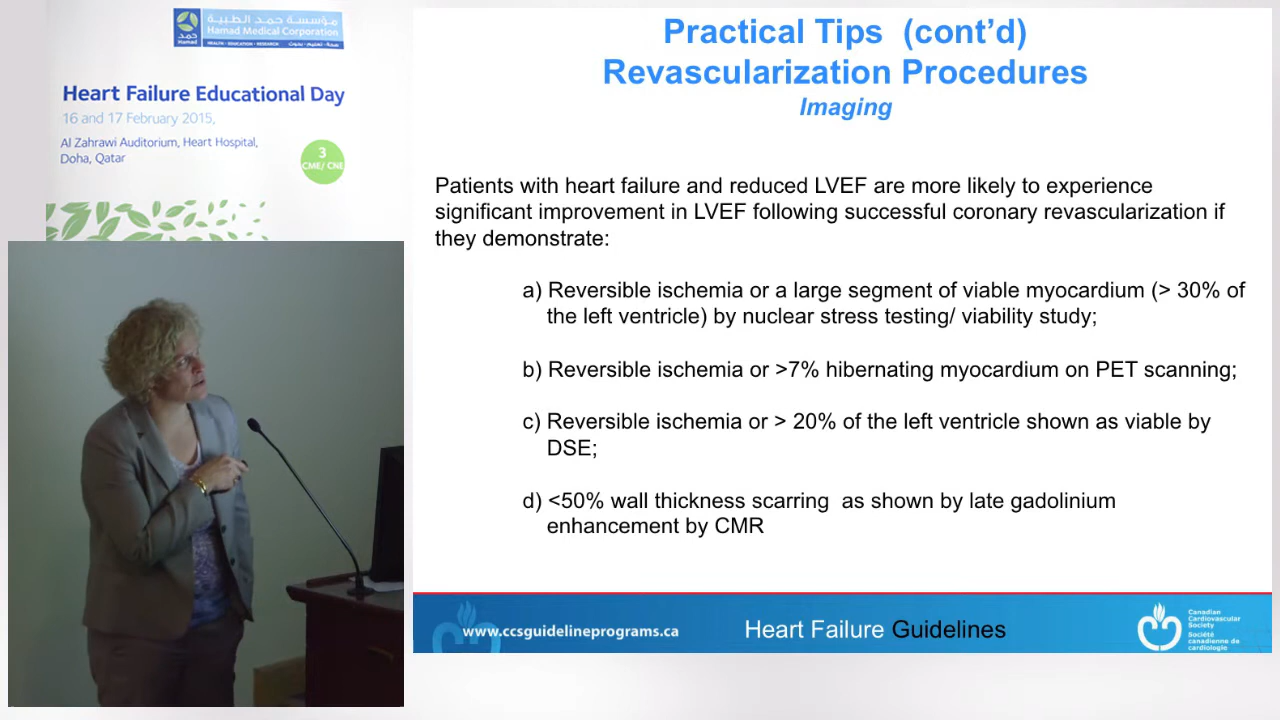 مؤسسة حمد الطبية
Hamad Medical Corporation
حمد
Hamad
HEALTH • EDUCATION • RESEARCH صحة • تعليم • بحوث
Heart Failure Educational Day
16 and 17 February 2015,
Al Zahrawi Auditorium, Heart Hospital,
Doha, Qatar
3
CME/ CNE
Practical Tips (cont’d)
Revascularization Procedures
Imaging
Patients with heart failure and reduced LVEF are more likely to experience
significant improvement in LVEF following successful coronary revascularization if
they demonstrate:
a) Reversible ischemia or a large segment of viable myocardium (> 30% of
the left ventricle) by nuclear stress testing/ viability study;
b) Reversible ischemia or >7% hibernating myocardium on PET scanning;
c) Reversible ischemia or > 20% of the left ventricle shown as viable by
DSE;
d) <50% wall thickness scarring as shown by late gadolinium
enhancement by CMR
www.ccsguidelineprograms.ca
Heart Failure Guidelines
Canadian
Cardiovascular
Society
Société
canadienne de
cardiologie